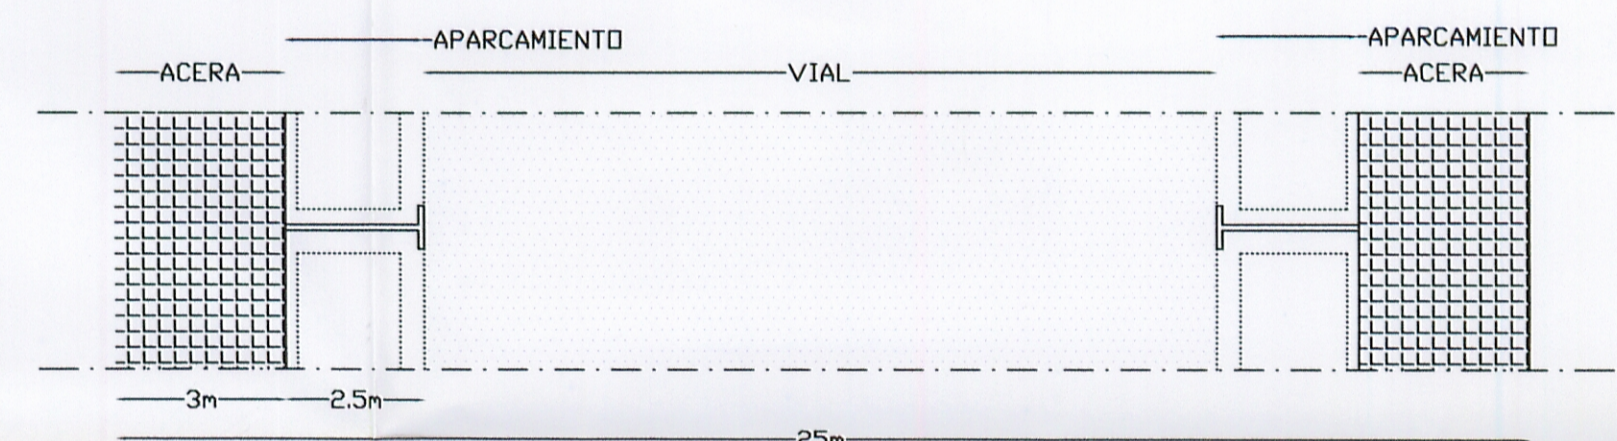 APARCAMIENTO
APARCAMIENTO
ACERA
VIAL
ACERA
3m
2.5m
25m